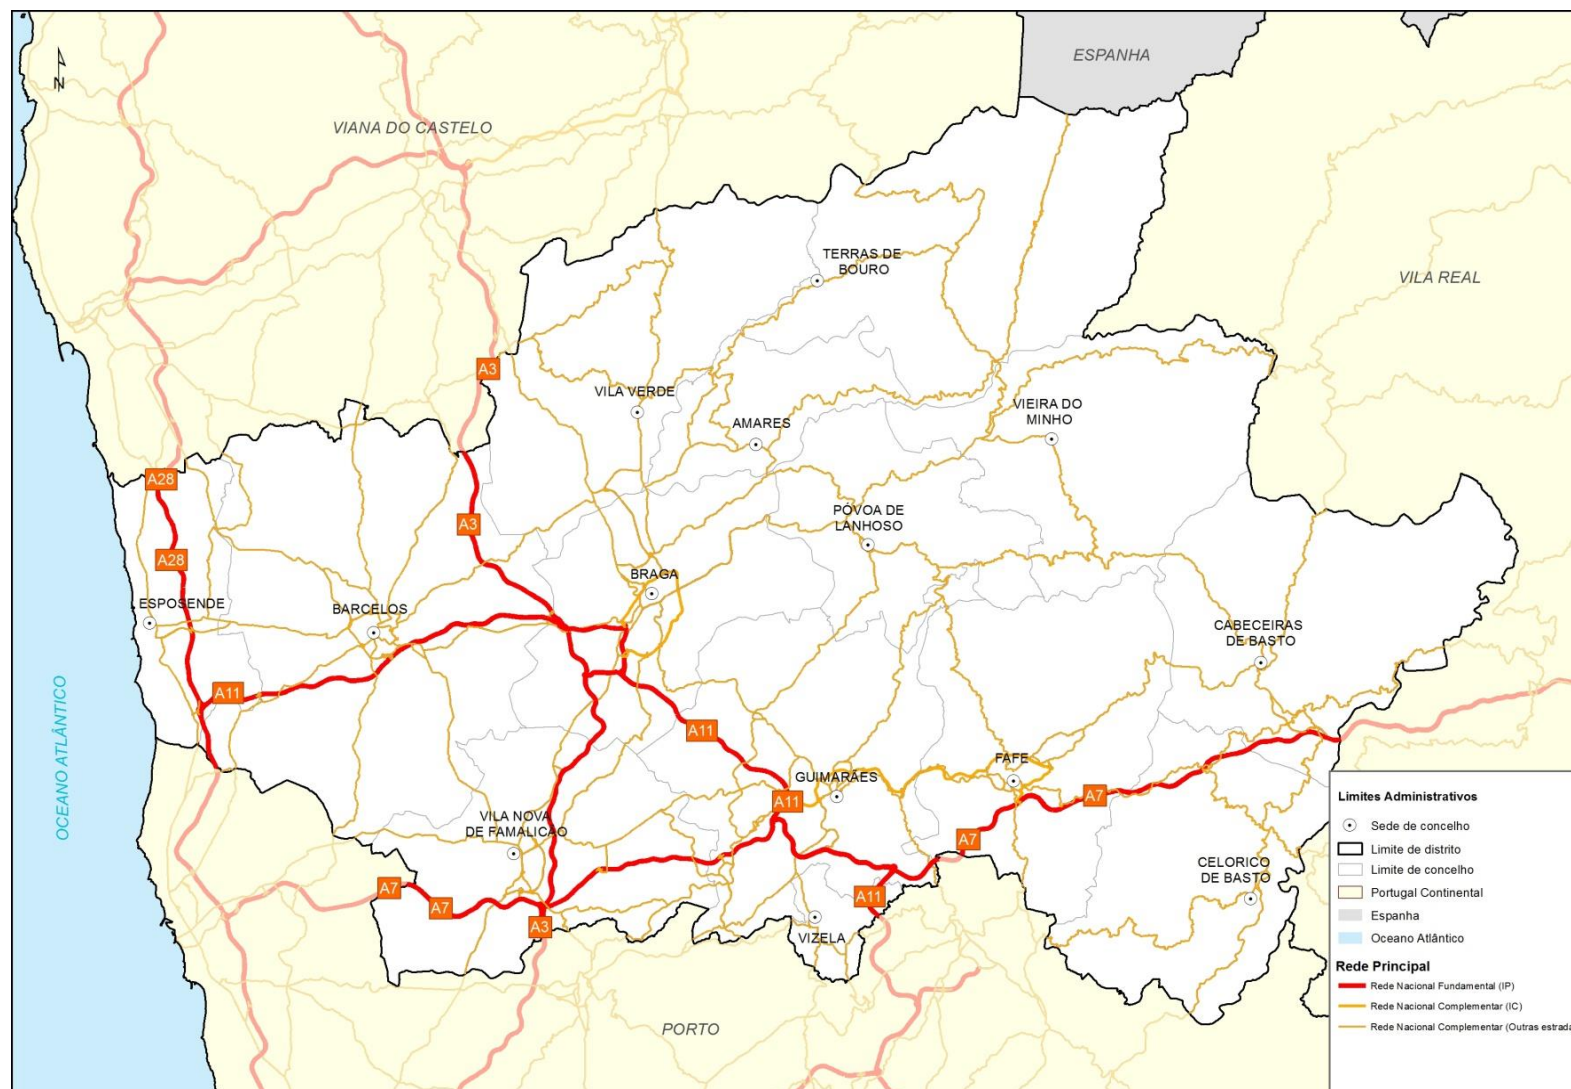 N
ESPANHA
VIANA DO CASTELO
TERRAS DE
BOURO
VILA REAL
A3
VILA VERDE
VIEIRA DO
MINHO
AMARES
A28
PÓVOA DE
LANHOSO
A3
A28
BRAGA
ESPOSENDE
BARCELOS
CABECEIRAS
DE BASTO
A11
OCEANO ATLÂNTICO
A11
FAFE
GUIMARÃES
A11
A7
VILA NOVA
DE FAMALICÃO
A7
CELORICO
DE BASTO
A7
A7
A11
A3
VIZELA
PORTO
Limites Administrativos
Sede de concelho
Limite de distrito
Limite de concelho
Portugal Continental
Espanha
Oceano Atlântico
Rede Principal
Rede Nacional Fundamental (IP)
Rede Nacional Complementar (IC)
Rede Nacional Complementar (Outras estrada